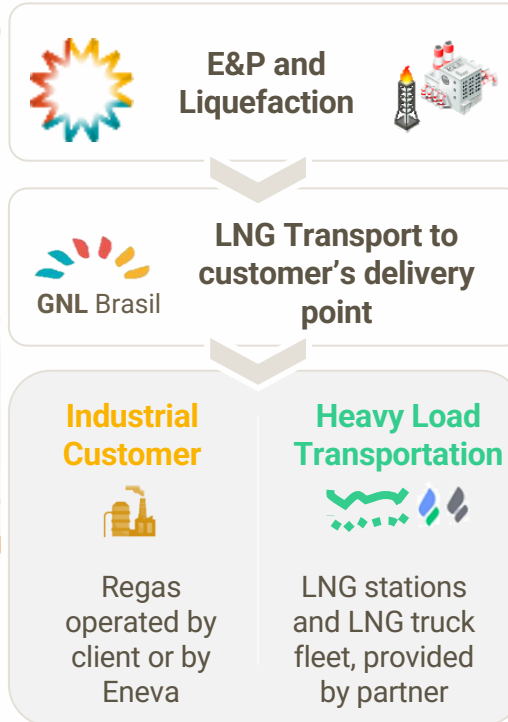 E&P and
Liquefaction
LNG Transport to
customer’s delivery
point
GNL Brasil
Industrial
Customer
Regas
operated by
client or by
Eneva
Heavy Load
Transportation
LNG stations
and LNG truck
fleet, provided
by partner